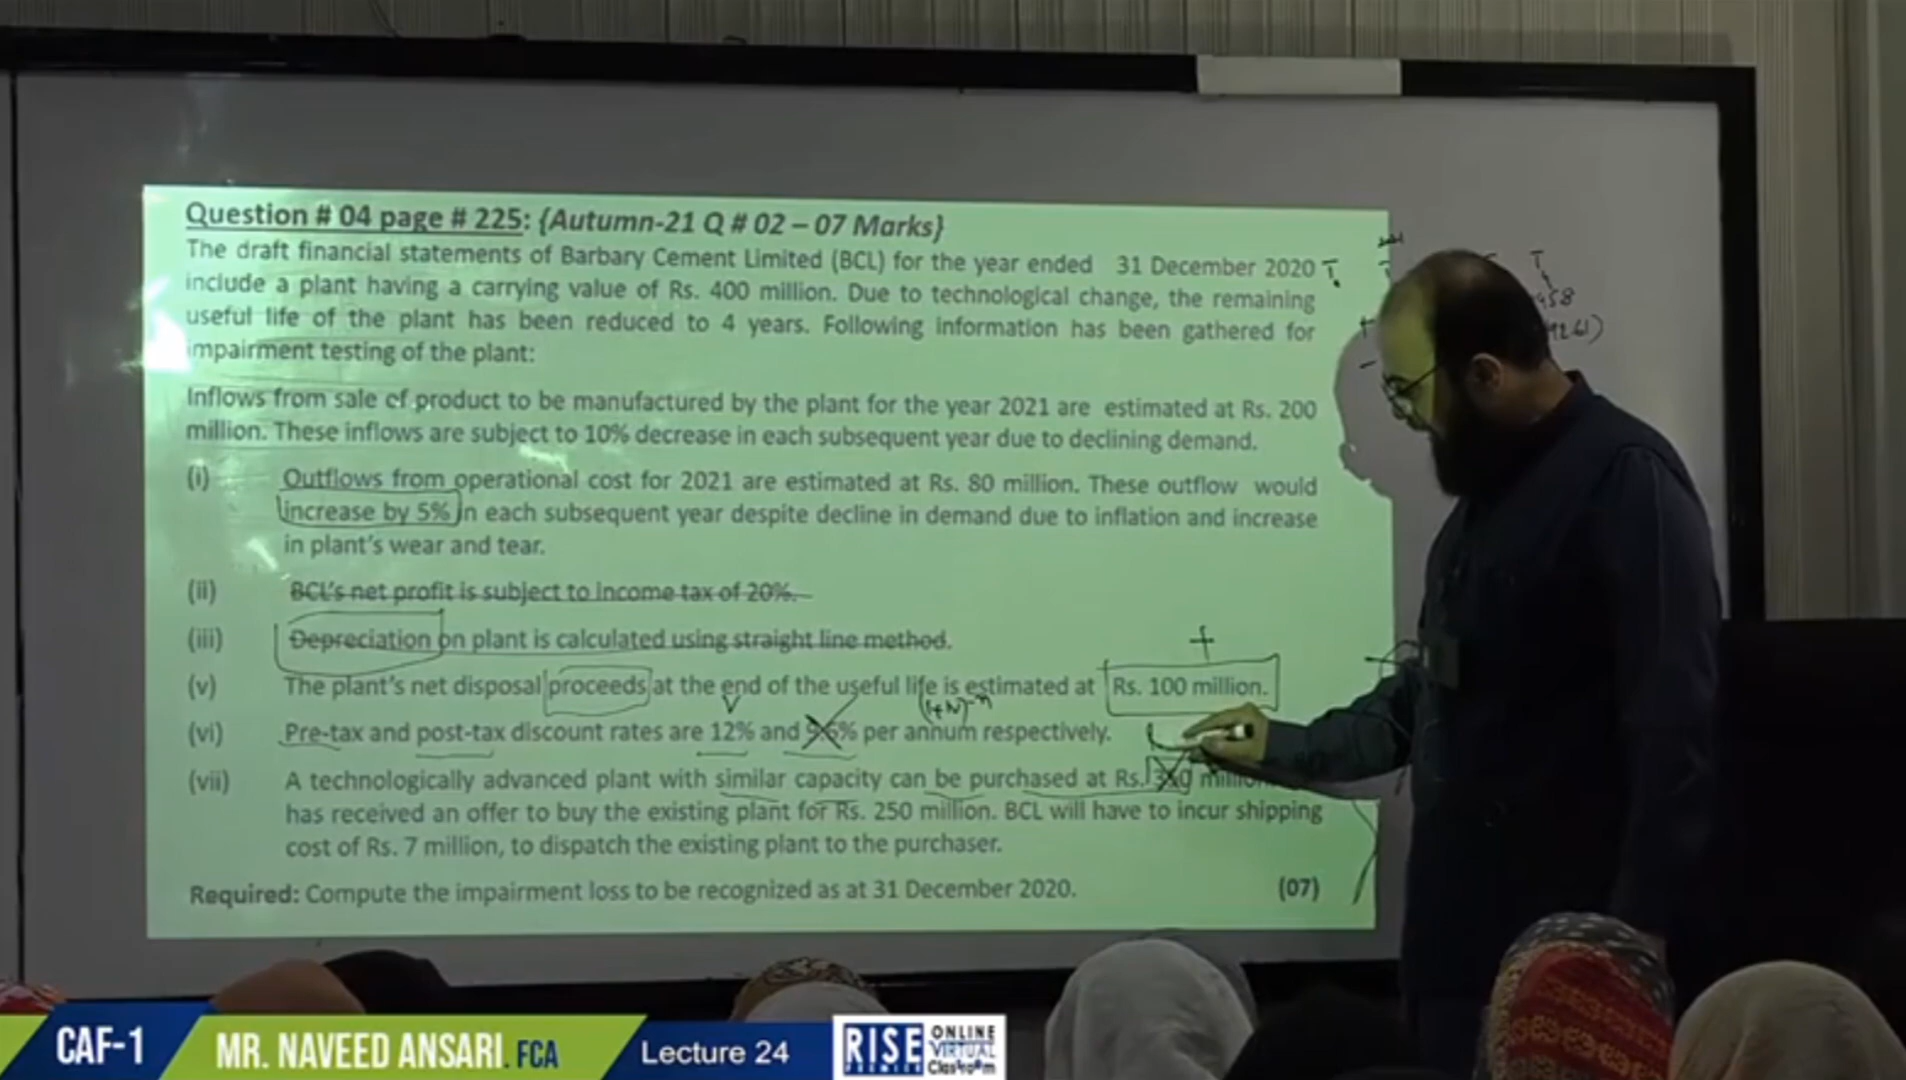 Question # 04 page # 225: {Autumn-21 Q # 02 – 07 Marks}
The draft financial statements of Barbary Cement Limited (BCL) for the year ended 31 December 2020
include a plant having a carrying value of Rs. 400 million. Due to technological change, the remaining
useful life of the plant has been reduced to 4 years. Following information has been gathered for
impairment testing of the plant:
Inflows from sale of product to be manufactured by the plant for the year 2021 are estimated at Rs. 200
million. These inflows are subject to 10% decrease in each subsequent year due to declining demand.
(i) Outflows from operational cost for 2021 are estimated at Rs. 80 million. These outflow would
increase by 5% in each subsequent year despite decline in demand due to inflation and increase
in plant's wear and tear.
(ii) BCL's net profit is subject to income tax of 20%.
(iii) Depreciation on plant is calculated using straight line method.
+
(v) The plant's net disposal proceeds at the end of the useful life is estimated at Rs. 100 million.
(vi) Pre-tax and post-tax discount rates are 12% and % per annum respectively.
(vii) A technologically advanced plant with similar capacity can be purchased at Rs. million
has received an offer to buy the existing plant for Rs. 250 million. BCL will have to incur shipping
cost of Rs. 7 million, to dispatch the existing plant to the purchaser.
Required: Compute the impairment loss to be recognized as at 31 December 2020. (07)
CAF-1
MR. NAVEED ANSARI. FCA
Lecture 24
RISE
PREMIER
ONLINE
VIRTUAL
Classroom